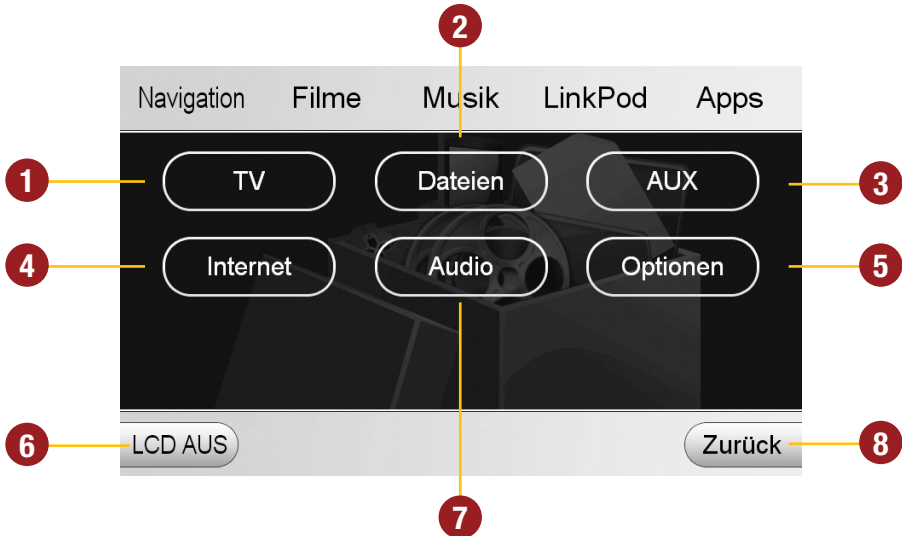 2
Navigation Filme Musik LinkPod Apps
1 TV Dateien AUX 3
4 Internet Audio Optionen 5
6 LCD AUS Zurück 8
7